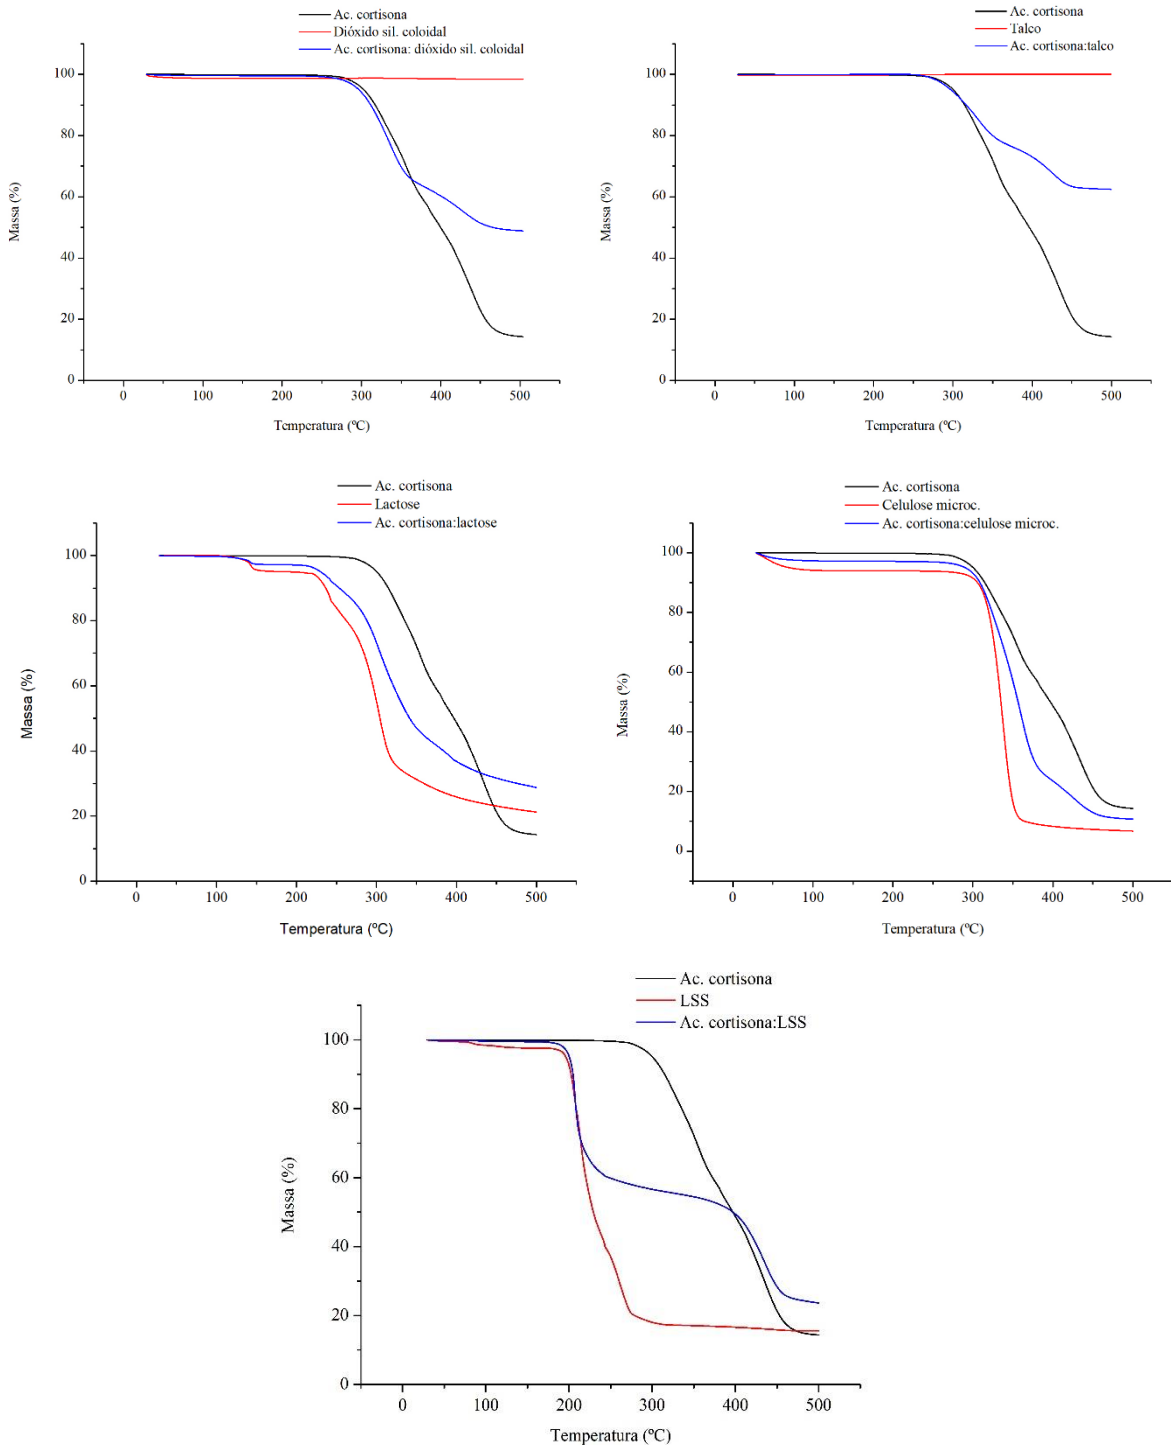 Ac. cortisona
Dióxido sil. coloidal
Ac. cortisona: dióxido sil. coloidal
100
80
60
40
20
0
Massa (%)
0 100 200 300 400 500
Temperatura (ºC)
Ac. cortisona
Talco
Ac. cortisona:talco
100
80
60
40
20
0
Massa (%)
0 100 200 300 400 500
Temperatura (ºC)
Ac. cortisona
Lactose
Ac. cortisona:lactose
100
80
60
40
20
0
Massa (%)
0 100 200 300 400 500
Temperatura (ºC)
Ac. cortisona
Celulose microc.
Ac. cortisona:celulose microc.
100
80
60
40
20
0
Massa (%)
0 100 200 300 400 500
Temperatura (ºC)
Ac. cortisona
LSS
Ac. cortisona:LSS
100
80
60
40
20
0
Massa (%)
0 100 200 300 400 500
Temperatura (ºC)